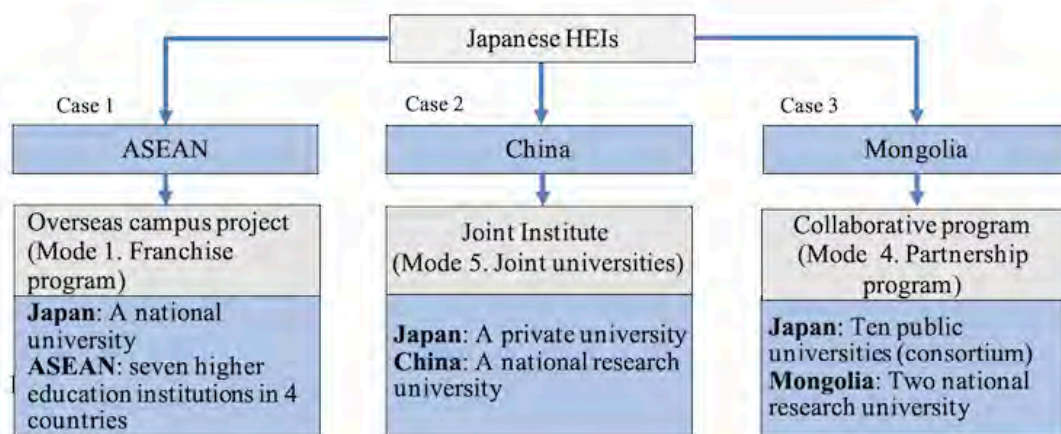 Japanese HEIs
Case 1
Case 2
Case 3
ASEAN
China
Mongolia
Overseas campus project
(Mode 1. Franchise
program)
Joint Institute
(Mode 5. Joint universities)
Collaborative program
(Mode 4. Partnership
program)
Japan: A national
university
ASEAN: seven higher
education institutions in 4
countries
Japan: A private university
China: A national research
university
Japan: Ten public
universities (consortium)
Mongolia: Two national
research university